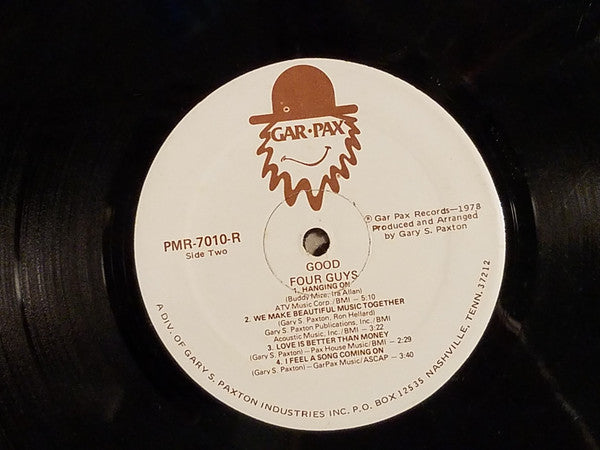 GAR·PAX
℗ Gar Pax Records—1978
Produced and Arranged
by Gary S. Paxton
PMR-7010-R
Side Two
GOOD
FOUR GUYS
1. HANGING ON
(Buddy Mize, Ira Allan)
ATV Music Corp./BMI — 5:10
2. WE MAKE BEAUTIFUL MUSIC TOGETHER
(Gary S. Paxton, Ron Hellard)
Gary S. Paxton Publications, Inc./BMI
Acoustic Music, Inc./BMI — 3:22
3. LOVE IS BETTER THAN MONEY
(Gary S. Paxton) — Pax House Music/BMI — 2:29
4. I FEEL A SONG COMING ON
(Gary S. Paxton) — GarPax Music/ASCAP — 3:40
A DIV. OF GARY S. PAXTON INDUSTRIES INC. P.O. BOX 12535 NASHVILLE, TENN. 37212